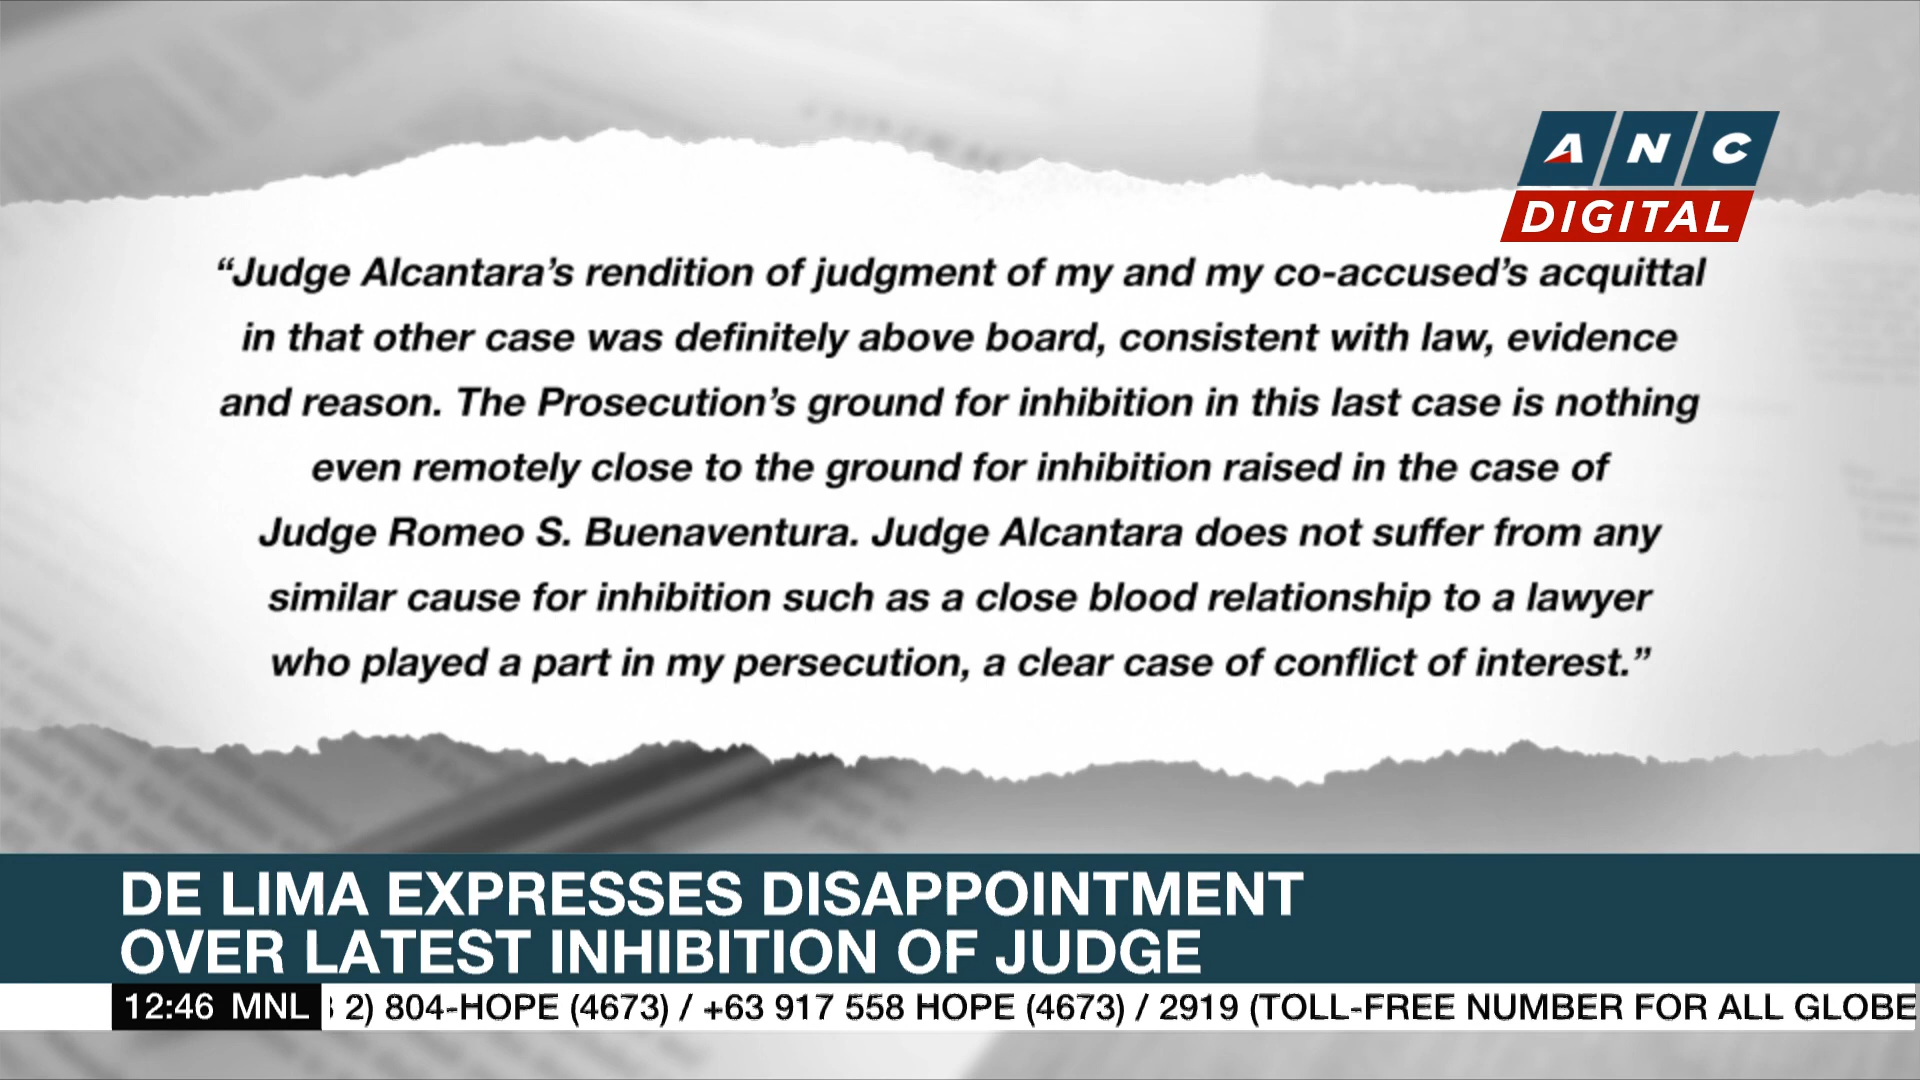 ANC
DIGITAL
“Judge Alcantara’s rendition of judgment of my and my co-accused’s acquittal
in that other case was definitely above board, consistent with law, evidence
and reason. The Prosecution’s ground for inhibition in this last case is nothing
even remotely close to the ground for inhibition raised in the case of
Judge Romeo S. Buenaventura. Judge Alcantara does not suffer from any
similar cause for inhibition such as a close blood relationship to a lawyer
who played a part in my persecution, a clear case of conflict of interest.”
DE LIMA EXPRESSES DISAPPOINTMENT
OVER LATEST INHIBITION OF JUDGE
12:46 MNL 2) 804-HOPE (4673) / +63 917 558 HOPE (4673) / 2919 (TOLL-FREE NUMBER FOR ALL GLOBE